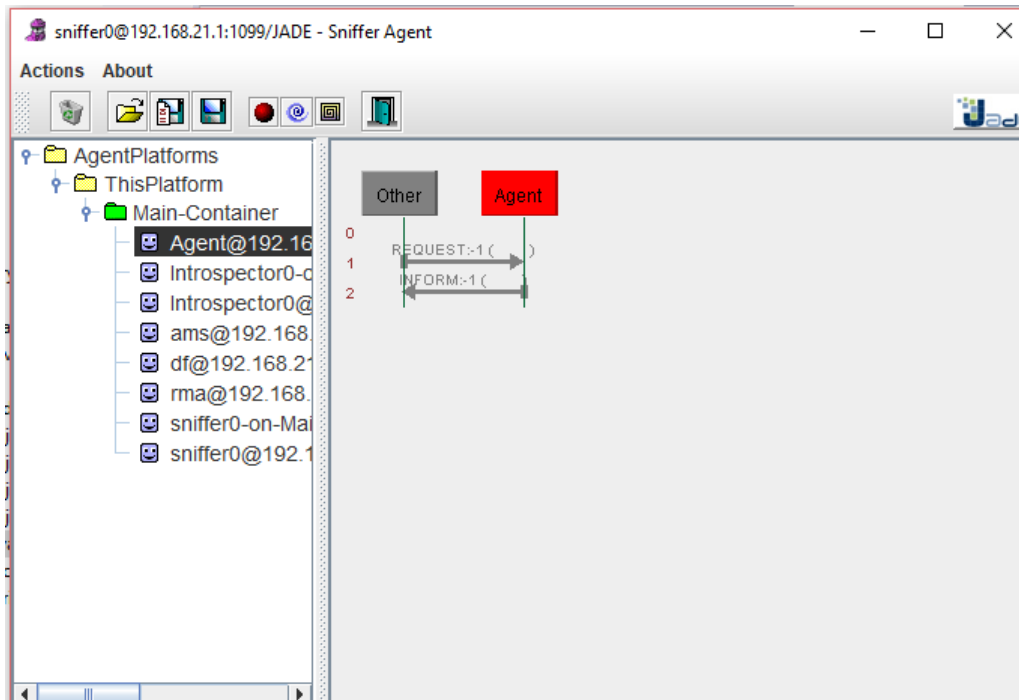 sniffer0@192.168.21.1:1099/JADE - Sniffer Agent
Actions About
Jad
AgentPlatforms
ThisPlatform
Main-Container
Agent@192.16
Introspector0-o
Introspector0@
ams@192.168.
df@192.168.21
rma@192.168.
sniffer0-on-Mai
sniffer0@192.1
Other Agent
0
REQUEST:-1 ( )
1
INFORM:-1 ( )
2